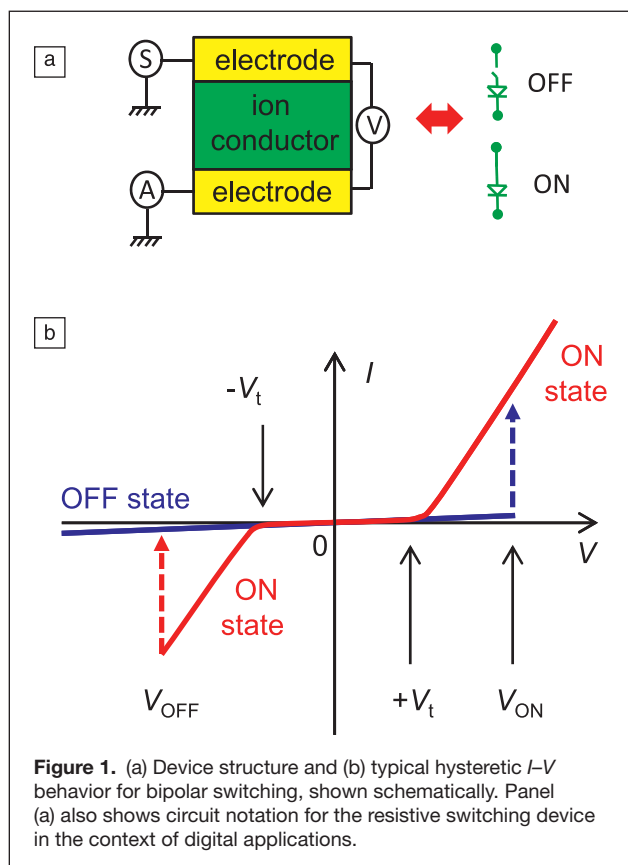 a
S
electrode
ion
conductor
V
A
electrode
OFF
ON
b
I
-Vt
ON
state
OFF state
0
V
ON
state
VOFF
+Vt
VON
Figure 1. (a) Device structure and (b) typical hysteretic I–V
behavior for bipolar switching, shown schematically. Panel
(a) also shows circuit notation for the resistive switching device
in the context of digital applications.